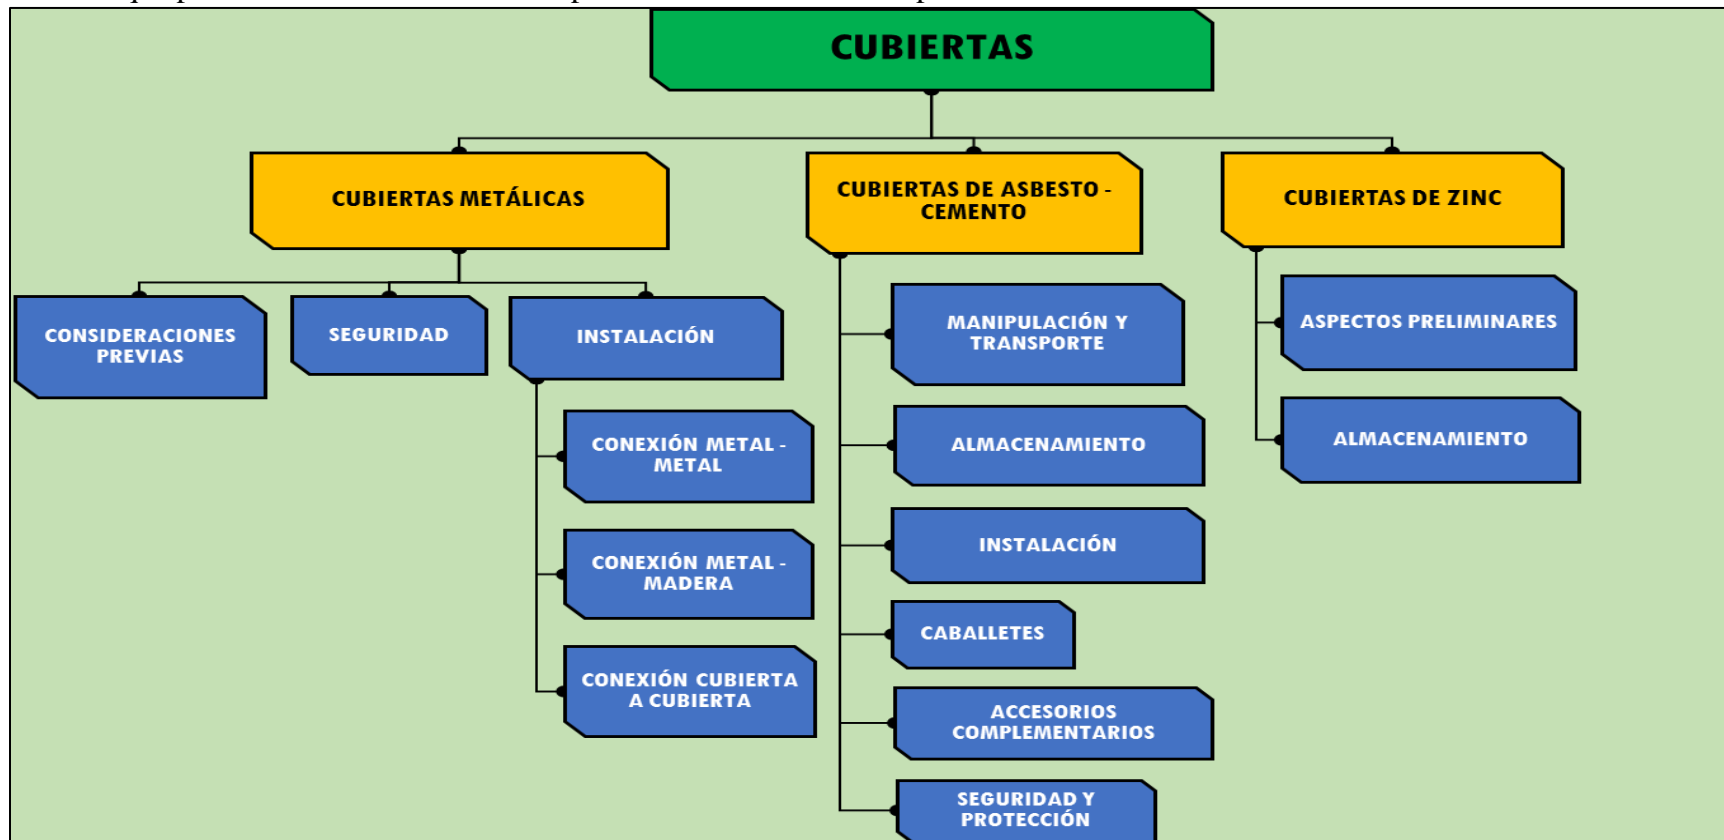 CUBIERTAS
CUBIERTAS METÁLICAS
CONSIDERACIONES
PREVIAS
SEGURIDAD
INSTALACIÓN
CONEXIÓN METAL -
METAL
CONEXIÓN METAL -
MADERA
CONEXIÓN CUBIERTA
A CUBIERTA
CUBIERTAS DE ASBESTO -
CEMENTO
MANIPULACIÓN Y
TRANSPORTE
ALMACENAMIENTO
INSTALACIÓN
CABALLETES
ACCESORIOS
COMPLEMENTARIOS
SEGURIDAD Y
PROTECCIÓN
CUBIERTAS DE ZINC
ASPECTOS PRELIMINARES
ALMACENAMIENTO